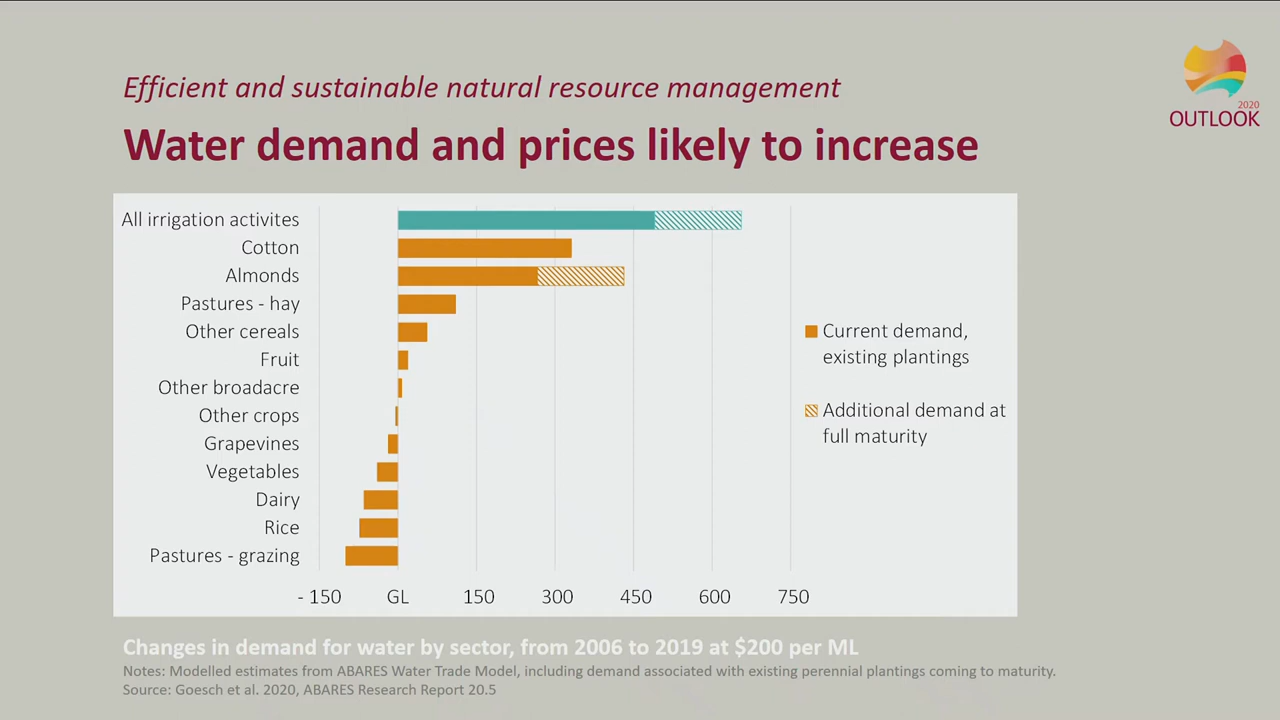 Efficient and sustainable natural resource management
2020
OUTLOOK
Water demand and prices likely to increase
All irrigation activites
Cotton
Almonds
Pastures - hay
Other cereals
Fruit
Other broadacre
Other crops
Grapevines
Vegetables
Dairy
Rice
Pastures - grazing
Current demand,
existing plantings
Additional demand at
full maturity
- 150 GL 150 300 450 600 750
Changes in demand for water by sector, from 2006 to 2019 at $200 per ML
Notes: Modelled estimates from ABARES Water Trade Model, including demand associated with existing perennial plantings coming to maturity.
Source: Goesch et al. 2020, ABARES Research Report 20.5